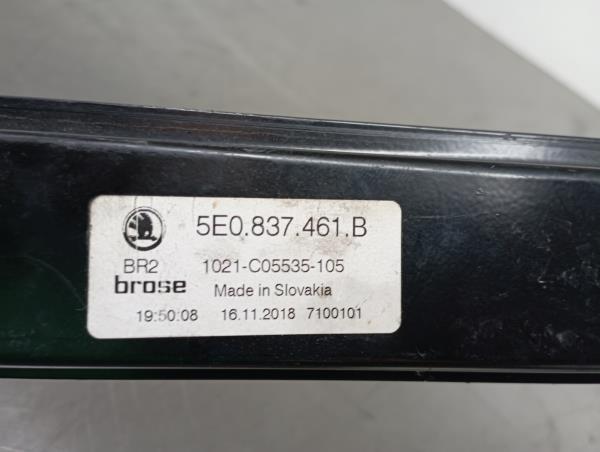 5E0.837.461.B
BR2 1021-C05535-105
brose Made in Slovakia
19:50:08 16.11.2018 7100101